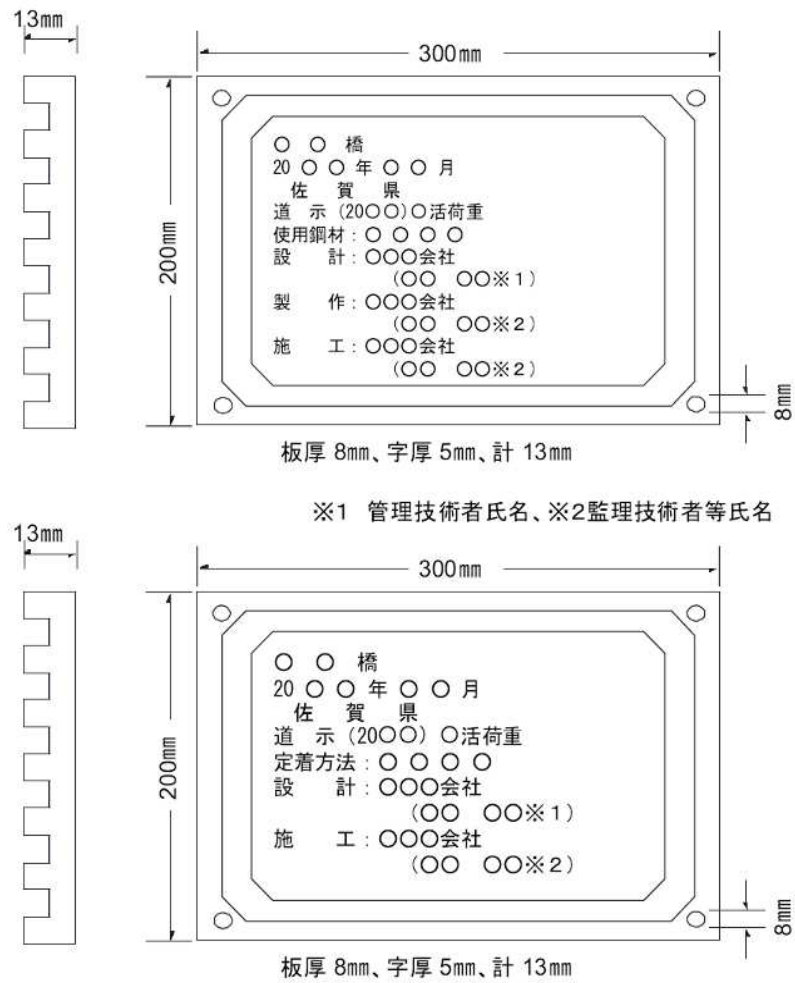 13㎜
300㎜
200㎜
○ ○ 橋
20 ○ ○ 年 ○ ○ 月
佐 賀 県
道 示 (20○○)○活荷重
使用鋼材：○ ○ ○ ○
設 計：○○○会社
(○○ ○○※1)
製 作：○○○会社
(○○ ○○※2)
施 工：○○○会社
(○○ ○○※2)
8㎜
板厚 8㎜、字厚 5㎜、計 13㎜
※1 管理技術者氏名、※2監理技術者等氏名
13㎜
300㎜
200㎜
○ ○ 橋
20 ○ ○ 年 ○ ○ 月
佐 賀 県
道 示 (20○○) ○活荷重
定着方法：○ ○ ○ ○
設 計：○○○会社
(○○ ○○※1)
施 工：○○○会社
(○○ ○○※2)
8㎜
板厚 8㎜、字厚 5㎜、計 13㎜